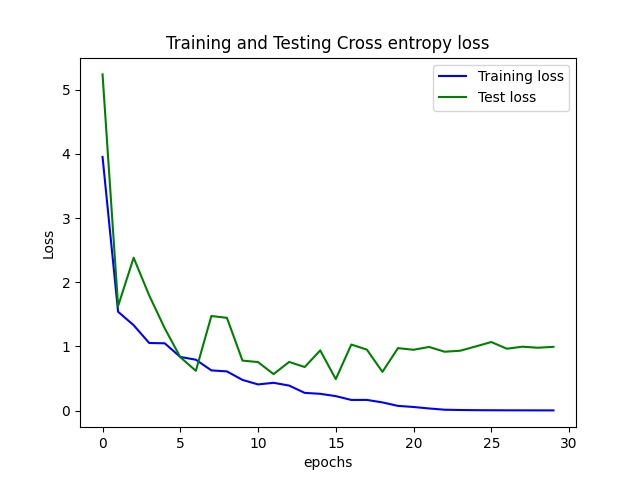 Training and Testing Cross entropy loss
Training loss
Test loss
Loss
5
4
3
2
1
0
0 5 10 15 20 25 30
epochs